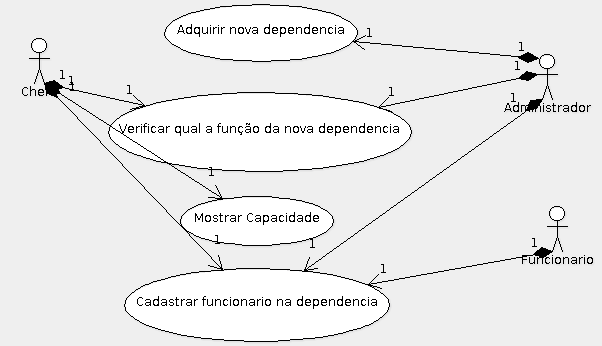 Adquirir nova dependencia
1
1
1
1
1
1
1
1
Administrador
1
Verificar qual a função da nova dependencia
1
Mostrar Capacidade
1
1
1
Funcionario
1
Cadastrar funcionario na dependencia